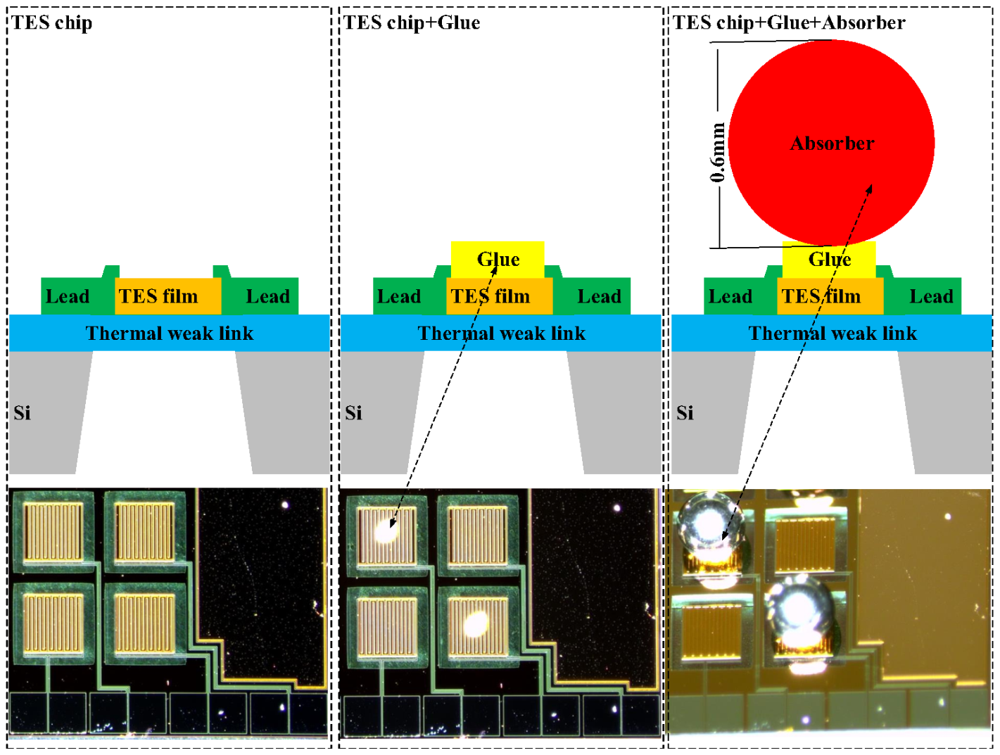 TES chip
Lead
TES film
Lead
Thermal weak link
Si
TES chip+Glue
Glue
Lead
TES film
Lead
Thermal weak link
Si
TES chip+Glue+Absorber
0.6mm
Absorber
Glue
Lead
TES film
Lead
Thermal weak link
Si